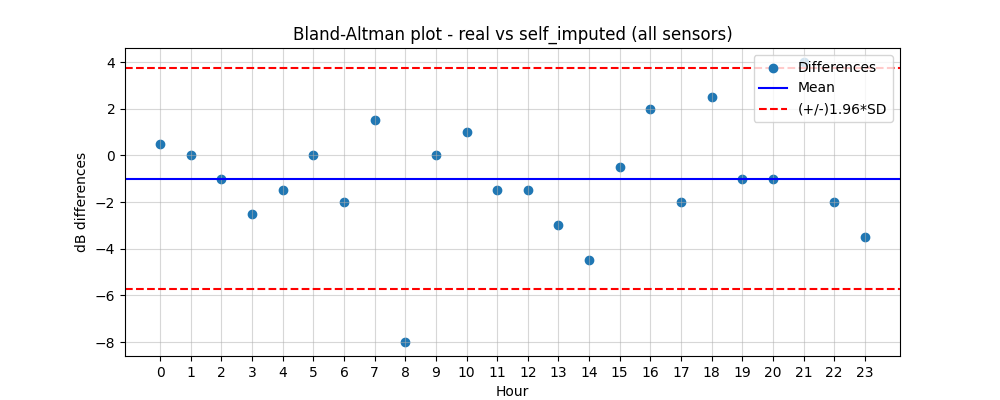 Bland-Altman plot - real vs self_imputed (all sensors)
4
2
0
−2
−4
−6
−8
dB differences
Differences
Mean
(+/-)1.96*SD
0 1 2 3 4 5 6 7 8 9 10 11 12 13 14 15 16 17 18 19 20 21 22 23
Hour